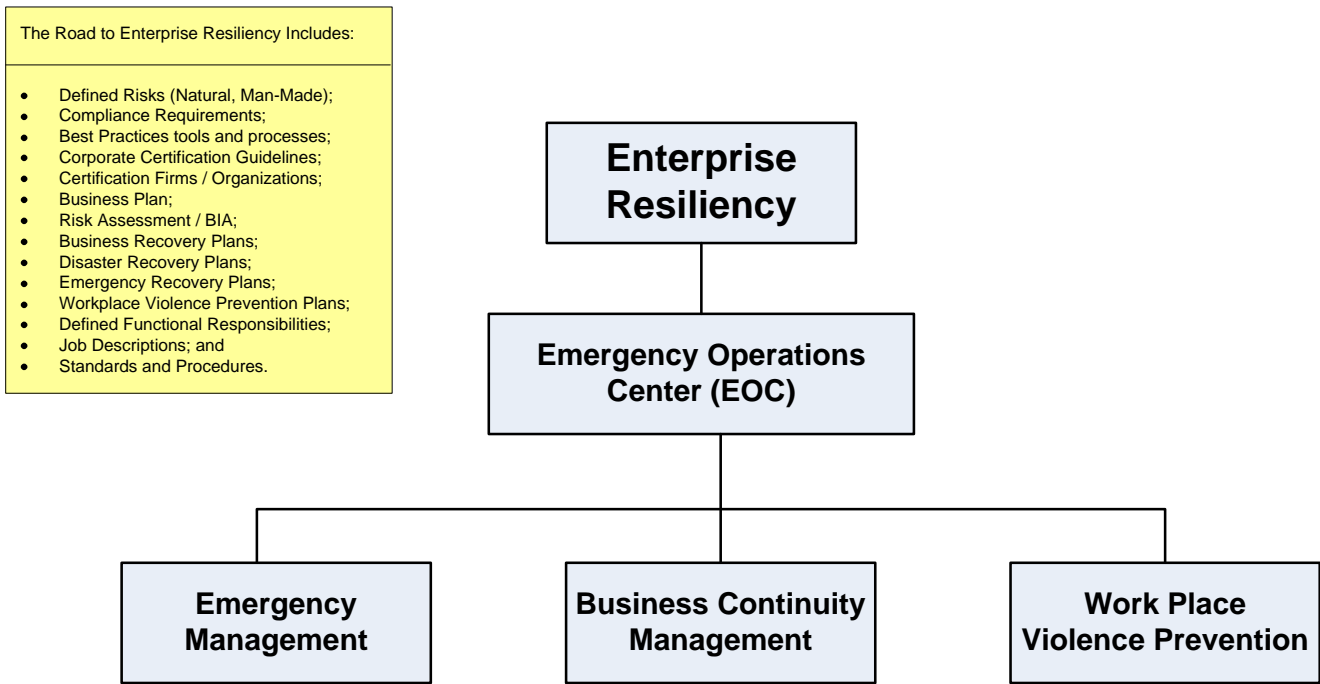 The Road to Enterprise Resiliency Includes:
• Defined Risks (Natural, Man-Made);
• Compliance Requirements;
• Best Practices tools and processes;
• Corporate Certification Guidelines;
• Certification Firms / Organizations;
• Business Plan;
• Risk Assessment / BIA;
• Business Recovery Plans;
• Disaster Recovery Plans;
• Emergency Recovery Plans;
• Workplace Violence Prevention Plans;
• Defined Functional Responsibilities;
• Job Descriptions; and
• Standards and Procedures.
Enterprise
Resiliency
Emergency Operations
Center (EOC)
Emergency
Management
Business Continuity
Management
Work Place
Violence Prevention